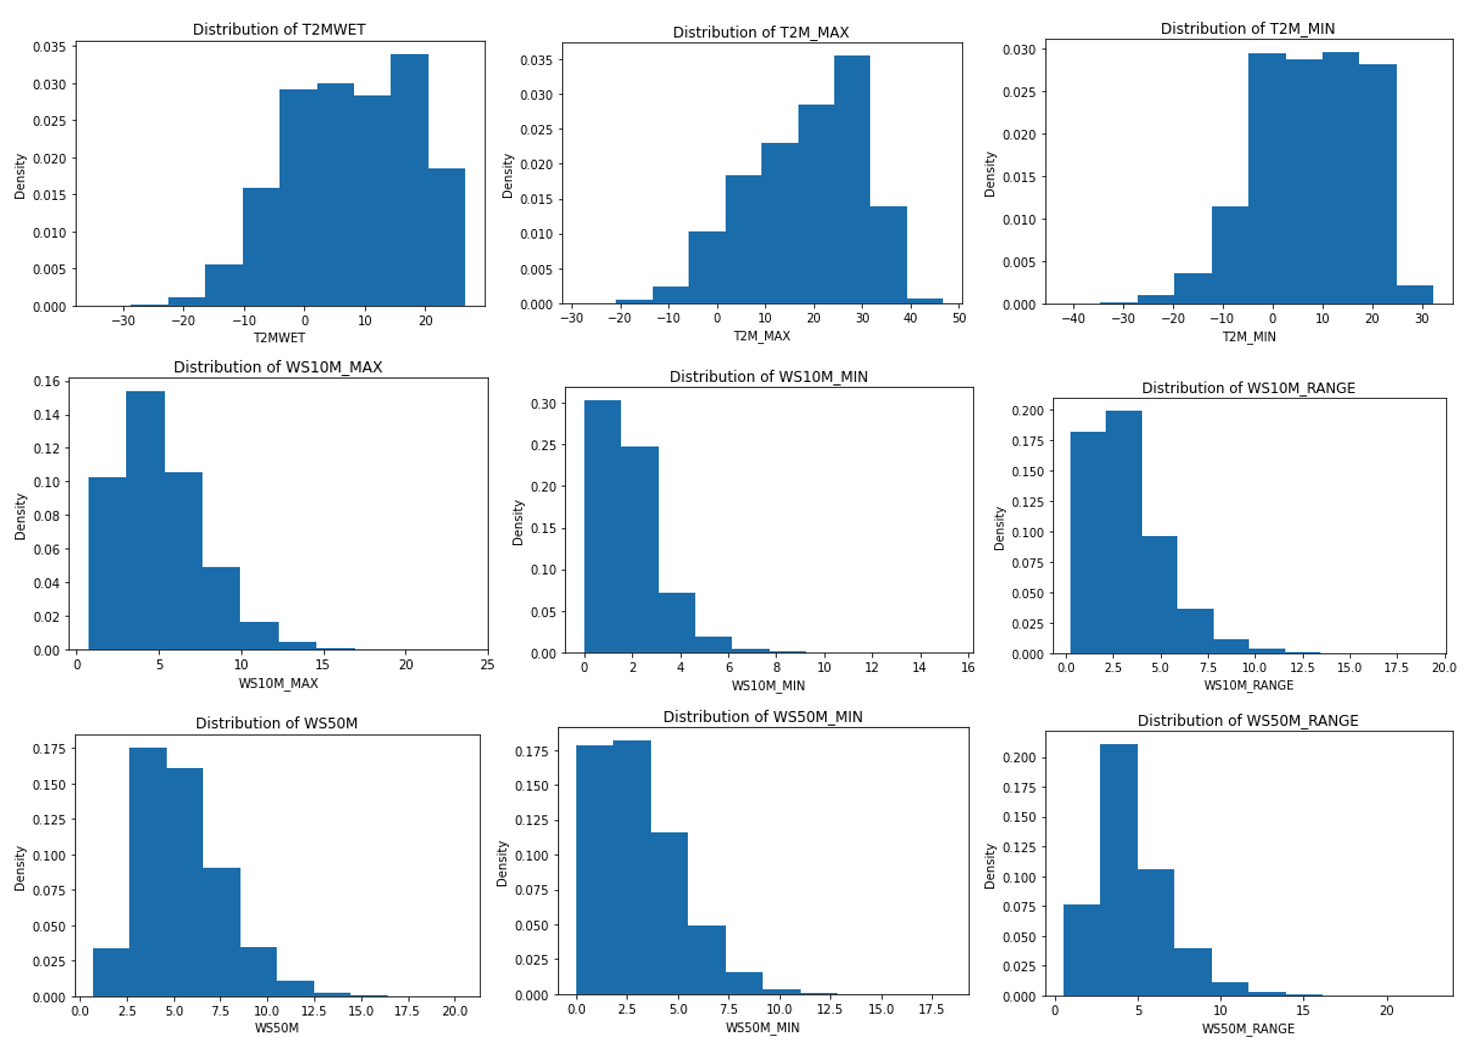 Distribution of T2MWET
0.035
0.030
0.025
0.020
0.015
0.010
0.005
0.000
Density
−30 −20 −10 0 10 20
T2MWET
Distribution of T2M_MAX
0.035
0.030
0.025
0.020
0.015
0.010
0.005
0.000
Density
−30 −20 −10 0 10 20 30 40 50
T2M_MAX
Distribution of T2M_MIN
0.030
0.025
0.020
0.015
0.010
0.005
0.000
Density
−40 −30 −20 −10 0 10 20 30
T2M_MIN
Distribution of WS10M_MAX
0.16
0.14
0.12
0.10
0.08
0.06
0.04
0.02
0.00
Density
0 5 10 15 20 25
WS10M_MAX
Distribution of WS10M_MIN
0.30
0.25
0.20
0.15
0.10
0.05
0.00
Density
0 2 4 6 8 10 12 14 16
WS10M_MIN
Distribution of WS10M_RANGE
0.200
0.175
0.150
0.125
0.100
0.075
0.050
0.025
0.000
Density
0.0 2.5 5.0 7.5 10.0 12.5 15.0 17.5 20.0
WS10M_RANGE
Distribution of WS50M
0.175
0.150
0.125
0.100
0.075
0.050
0.025
0.000
Density
0.0 2.5 5.0 7.5 10.0 12.5 15.0 17.5 20.0
WS50M
Distribution of WS50M_MIN
0.175
0.150
0.125
0.100
0.075
0.050
0.025
0.000
Density
0.0 2.5 5.0 7.5 10.0 12.5 15.0 17.5
WS50M_MIN
Distribution of WS50M_RANGE
0.200
0.175
0.150
0.125
0.100
0.075
0.050
0.025
0.000
Density
0 5 10 15 20
WS50M_RANGE